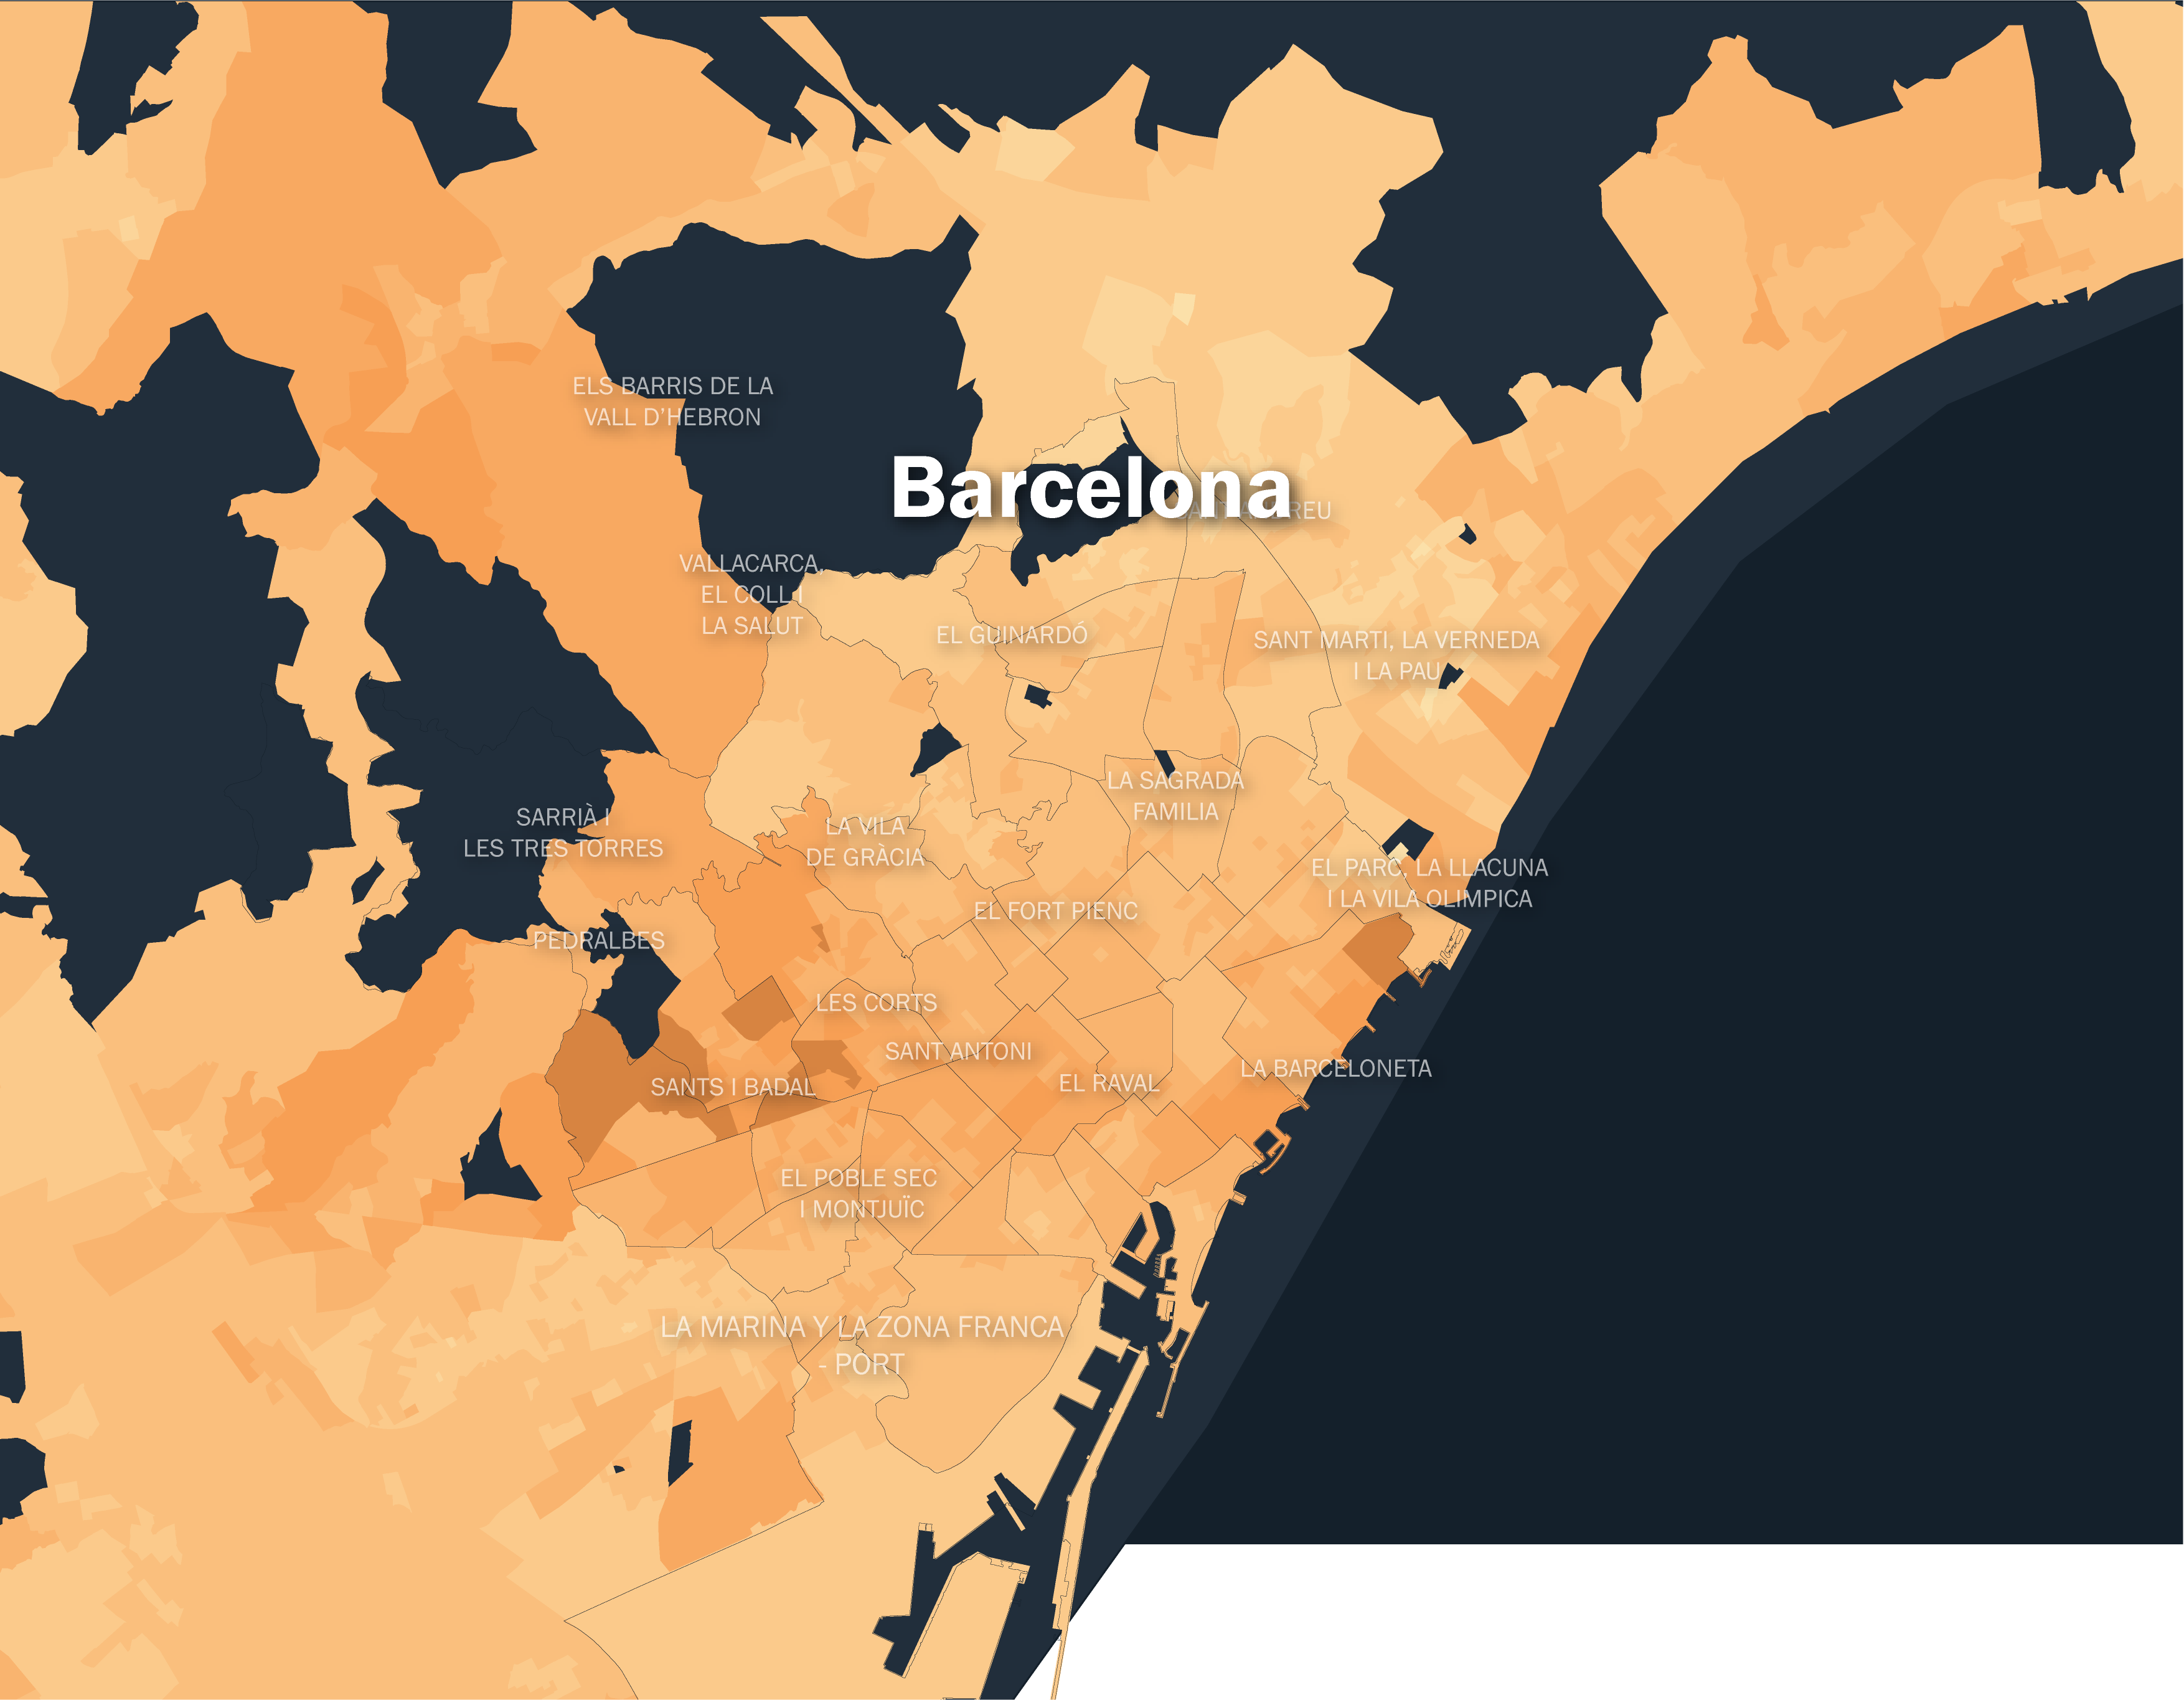 ELS BARRIS DE LA
VALL D'HEBRON
Barcelona
VALLACARCA,
EL COLL I
LA SALUT
EL GUINARDÓ
SANT MARTI, LA VERNEDA
I LA PAU
LA SAGRADA
FAMILIA
SARRIÀ I
LES TRES TORRES
LA VILA
DE GRÀCIA
EL PARC, LA LLACUNA
I LA VILA OLIMPICA
EL FORT PIENC
PEDRALBES
LES CORTS
SANT ANTONI
LA BARCELONETA
EL RAVAL
SANTS I BADAL
EL POBLE SEC
I MONTJUÏC
LA MARINA Y LA ZONA FRANCA
- PORT